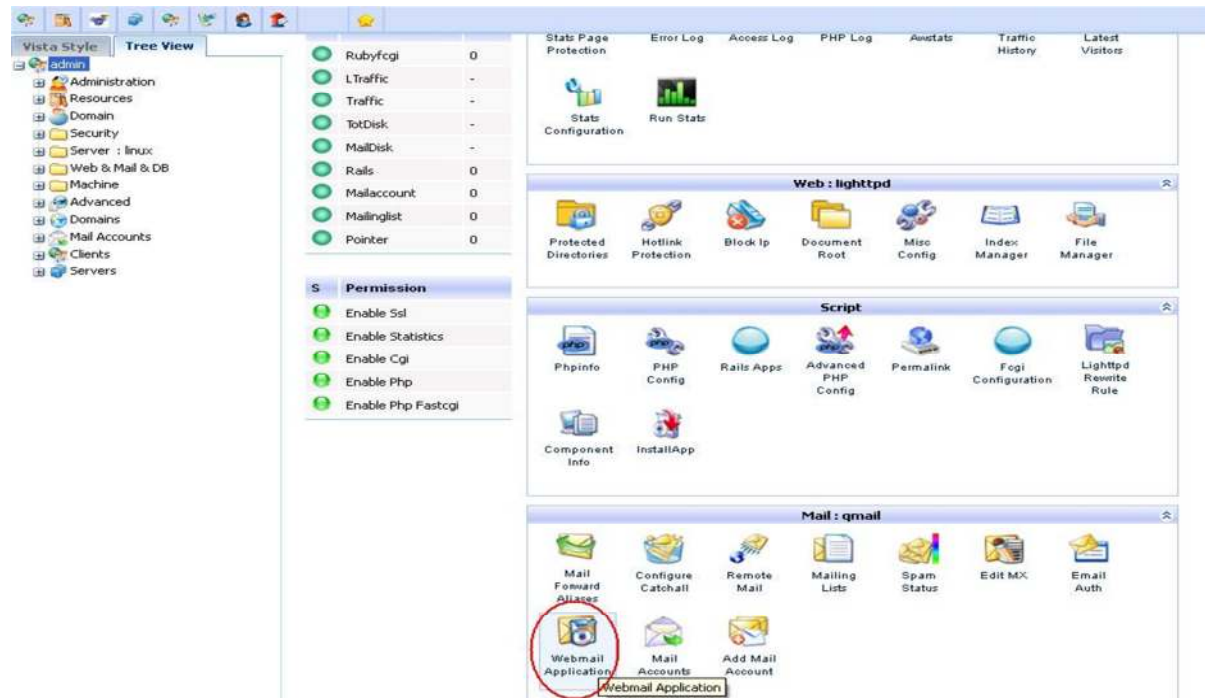 Vista Style Tree View
admin
Administration
Resources
Domain
Security
Server : linux
Web & Mail & DB
Machine
Advanced
Domains
Mail Accounts
Clients
Servers
Rubyfcgi 0
LTraffic -
Traffic -
TotDisk -
MailDisk -
Rails 0
Mailaccount 0
Mailinglist 0
Pointer 0
S Permission
Enable Ssl
Enable Statistics
Enable Cgi
Enable Php
Enable Php Fastcgi
Stats Page Protection
Error Log
Access Log
PHP Log
Awstats
Traffic History
Latest Visitors
Stats Configuration
Run Stats
Web : lighttpd
Protected Directories
Hotlink Protection
Block Ip
Document Root
Misc Config
Index Manager
File Manager
Script
Phpinfo
PHP Config
Rails Apps
Advanced PHP Config
Permalink
Fcgi Configuration
Lighttpd Rewrite Rule
Component Info
InstallApp
Mail : qmail
Mail Forward Aliases
Configure Catchall
Remote Mail
Mailing Lists
Spam Status
Edit MX
Email Auth
Webmail Application
Mail Accounts
Add Mail Account
Webmail Application